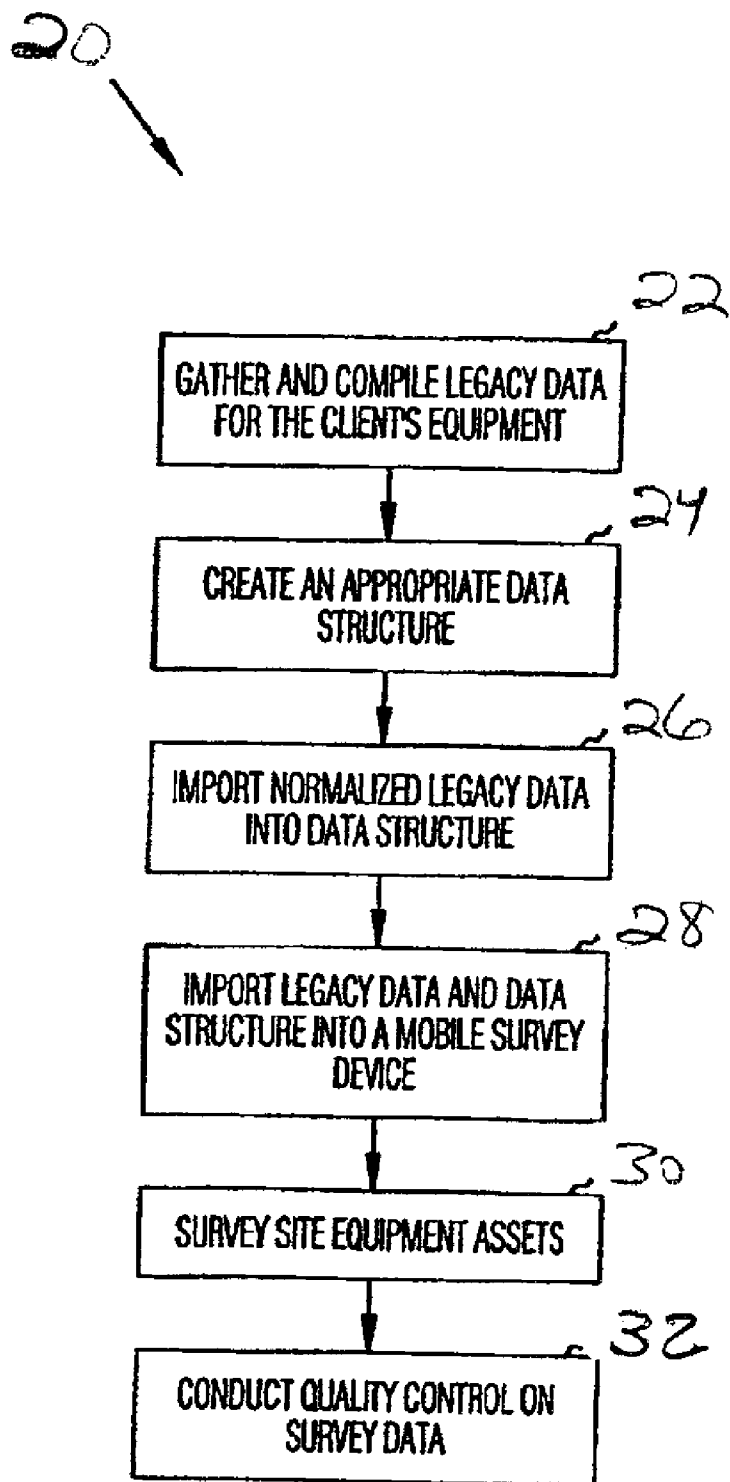 20
22
GATHER AND COMPILE LEGACY DATA
FOR THE CLIENT'S EQUIPMENT
24
CREATE AN APPROPRIATE DATA
STRUCTURE
26
IMPORT NORMALIZED LEGACY DATA
INTO DATA STRUCTURE
28
IMPORT LEGACY DATA AND DATA
STRUCTURE INTO A MOBILE SURVEY
DEVICE
30
SURVEY SITE EQUIPMENT ASSETS
32
CONDUCT QUALITY CONTROL ON
SURVEY DATA